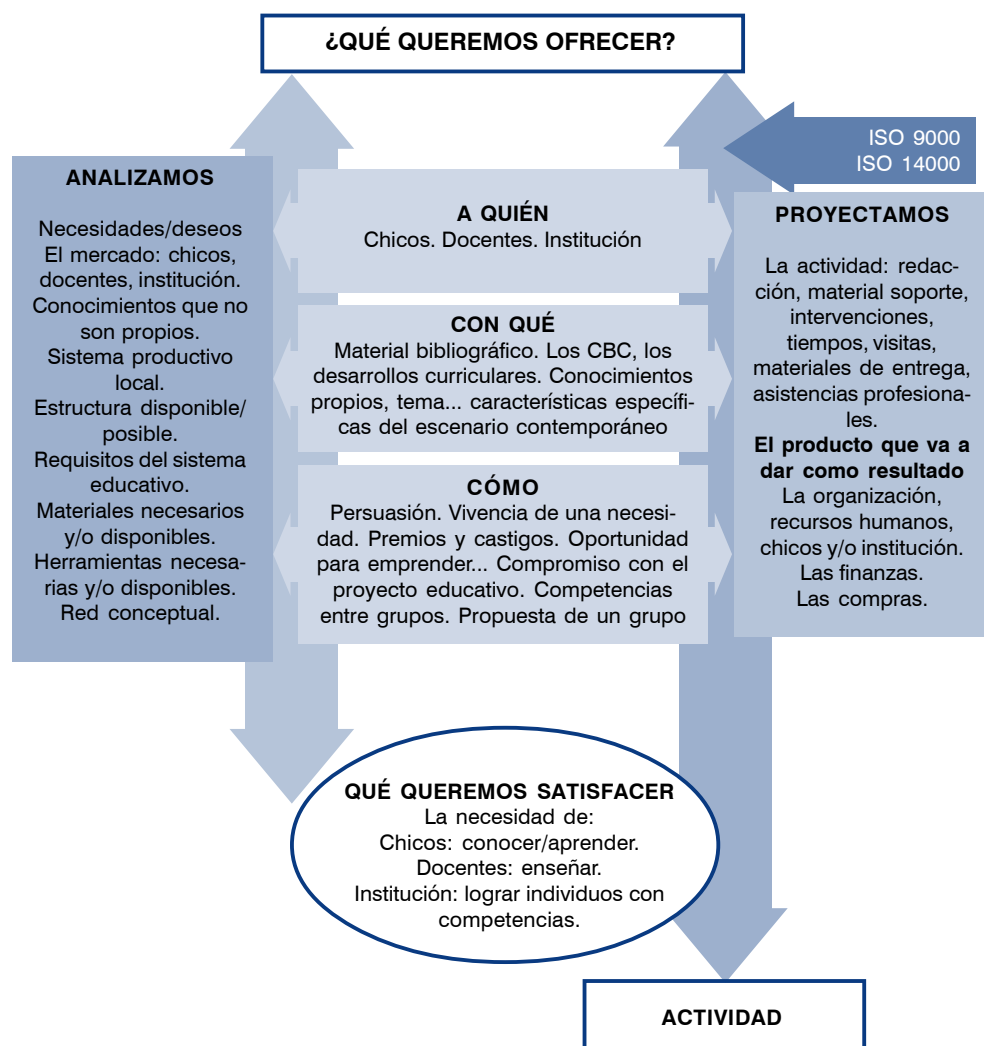 ¿QUÉ QUEREMOS OFRECER?
ISO 9000
ISO 14000
ANALIZAMOS
Necesidades/deseos
El mercado: chicos,
docentes, institución.
Conocimientos que no
son propios.
Sistema productivo
local.
Estructura disponible/
posible.
Requisitos del sistema
educativo.
Materiales necesarios
y/o disponibles.
Herramientas necesa-
rias y/o disponibles.
Red conceptual.
A QUIÉN
Chicos. Docentes. Institución
CON QUÉ
Material bibliográfico. Los CBC, los
desarrollos curriculares. Conocimientos
propios, tema... características específi-
cas del escenario contemporáneo
CÓMO
Persuasión. Vivencia de una necesi-
dad. Premios y castigos. Oportunidad
para emprender... Compromiso con el
proyecto educativo. Competencias
entre grupos. Propuesta de un grupo
PROYECTAMOS
La actividad: redac-
ción, material soporte,
intervenciones,
tiempos, visitas,
materiales de entrega,
asistencias profesiona-
les.
El producto que va a
dar como resultado
La organización,
recursos humanos,
chicos y/o institución.
Las finanzas.
Las compras.
QUÉ QUEREMOS SATISFACER
La necesidad de:
Chicos: conocer/aprender.
Docentes: enseñar.
Institución: lograr individuos con
competencias.
ACTIVIDAD